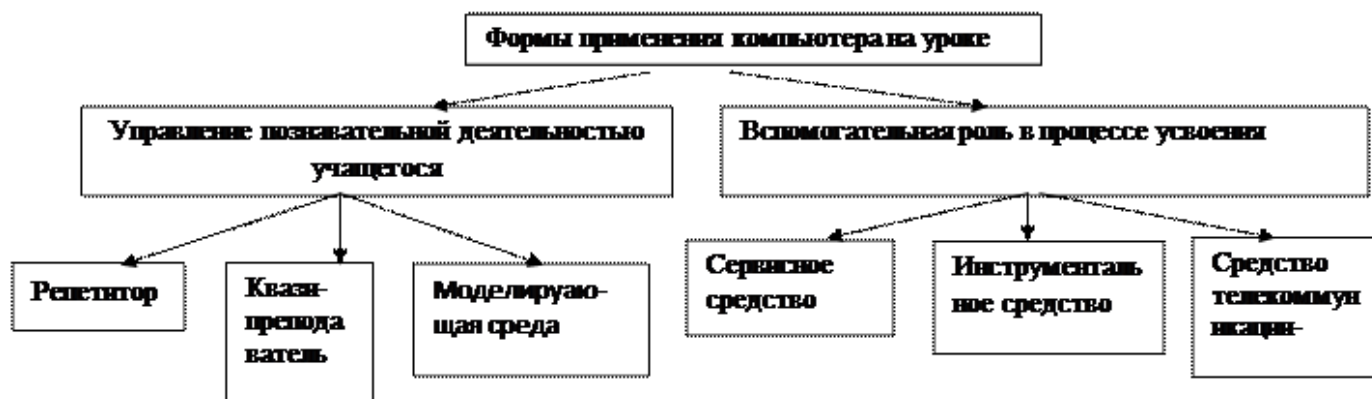 Формы применения компьютера на уроке
Управление познавательной деятельностью
учащегося
Вспомогательная роль в процессе усвоения
Репетитор
Квази-
препода
ватель
Моделирую-
щая среда
Сервисное
средство
Инструменталь
ное средство
Средство
телекоммун
икации-